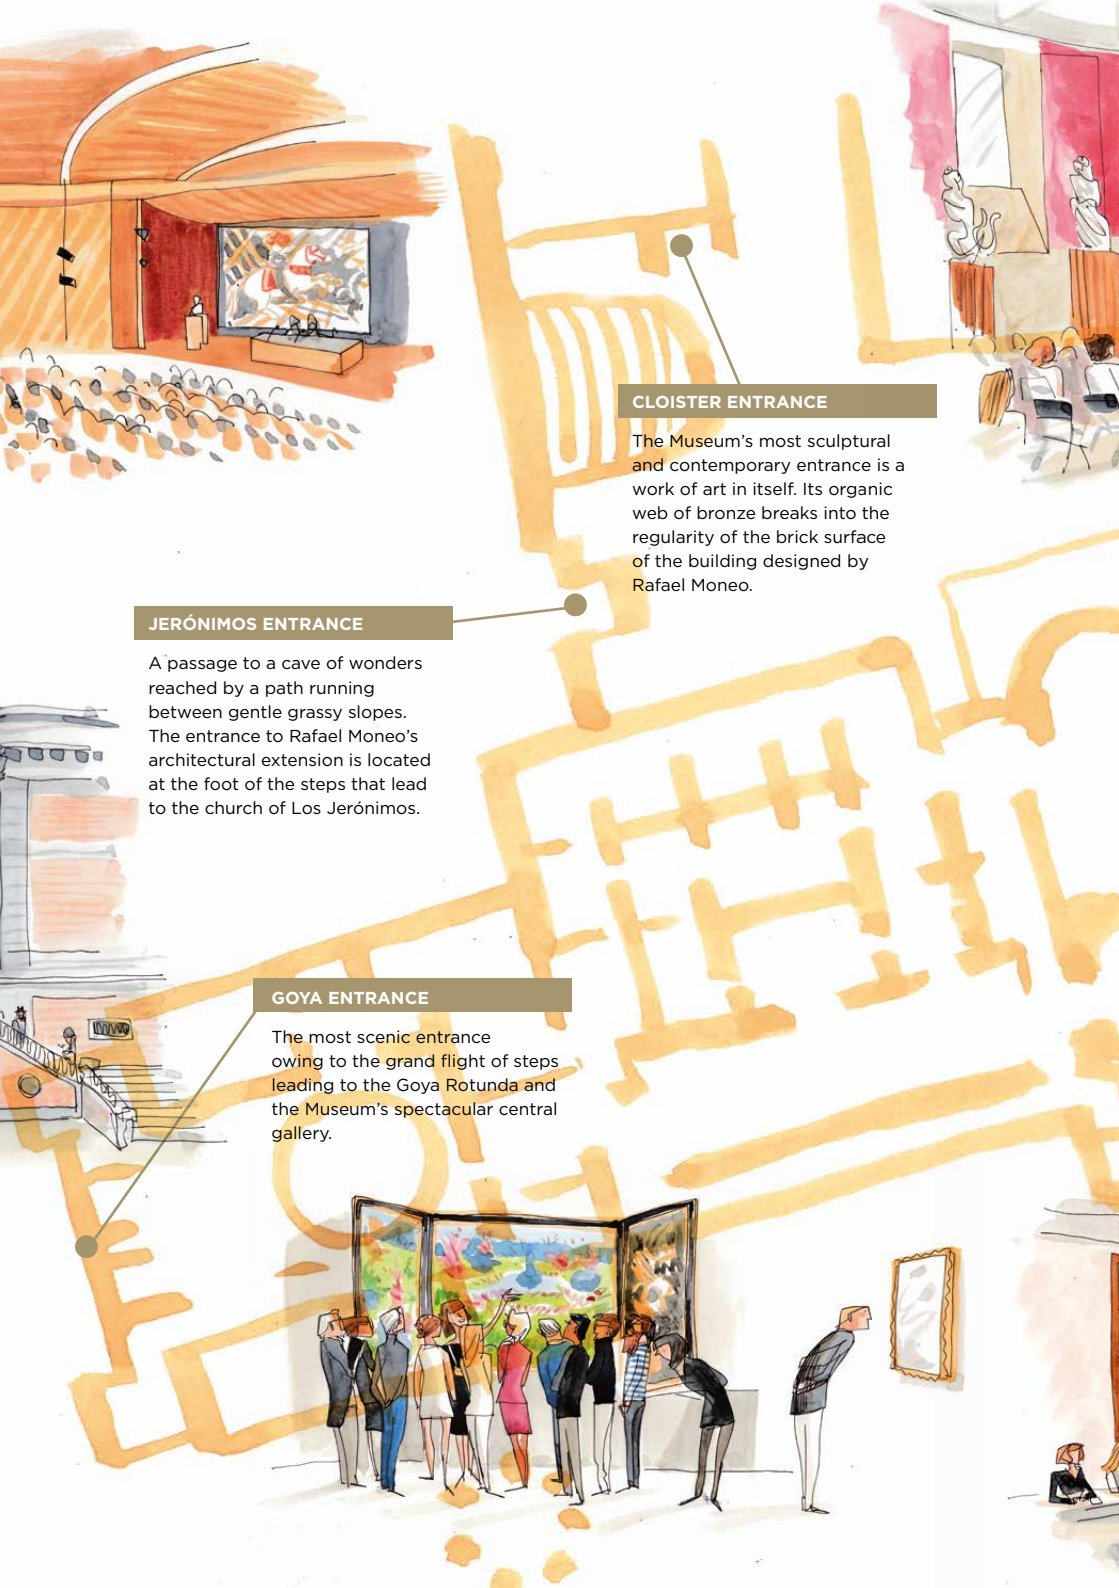 CLOISTER ENTRANCE
The Museum’s most sculptural
and contemporary entrance is a
work of art in itself. Its organic
web of bronze breaks into the
regularity of the brick surface
of the building designed by
Rafael Moneo.
JERÓNIMOS ENTRANCE
A passage to a cave of wonders
reached by a path running
between gentle grassy slopes.
The entrance to Rafael Moneo’s
architectural extension is located
at the foot of the steps that lead
to the church of Los Jerónimos.
GOYA ENTRANCE
The most scenic entrance
owing to the grand flight of steps
leading to the Goya Rotunda and
the Museum’s spectacular central
gallery.